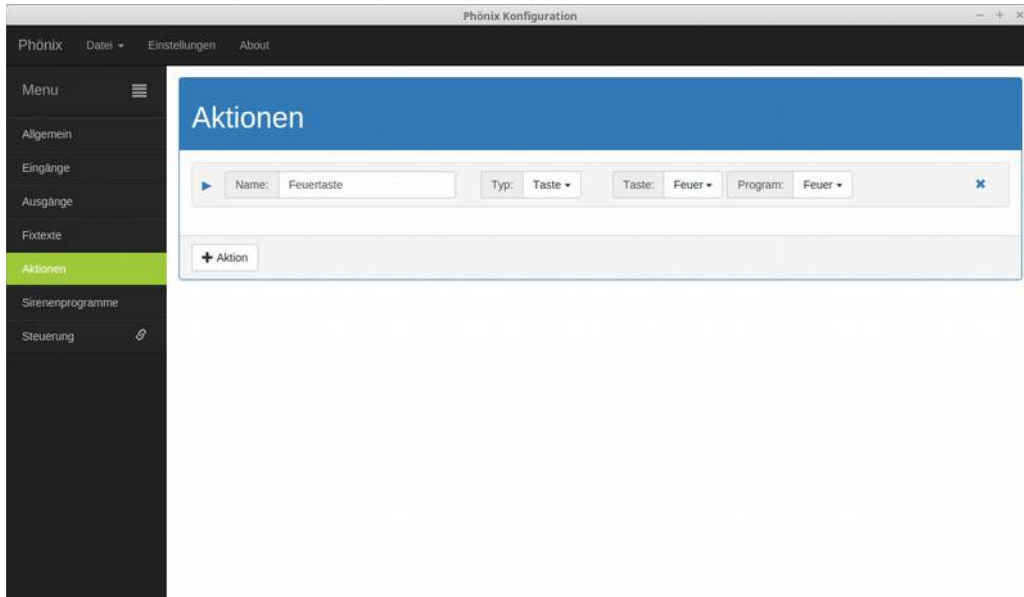 Phönix Konfiguration
Phönix Datei Einstellungen About
Menu
Allgemein
Eingänge
Ausgänge
Fixtexte
Aktionen
Sirenenprogramme
Steuerung
Aktionen
Name: Feuertaste Typ: Taste Taste: Feuer Program: Feuer
Aktion